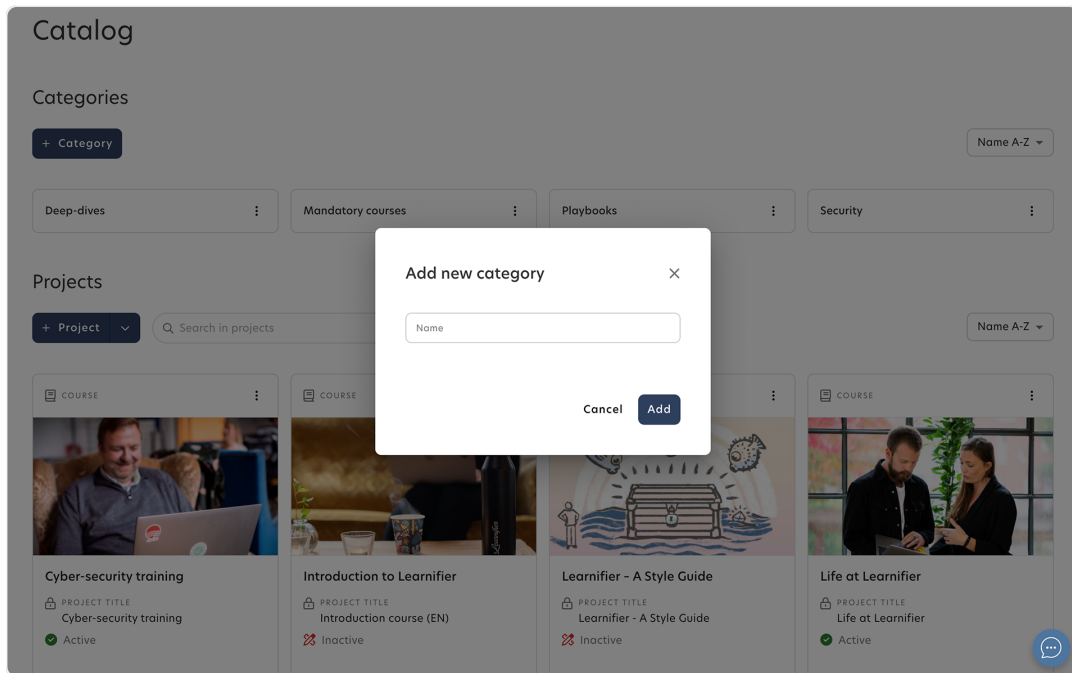 Catalog
Categories
+ Category
Name A-Z
Deep-dives
Mandatory courses
Playbooks
Security
Add new category
Name
Cancel
Add
Projects
+ Project
Search in projects
Name A-Z
COURSE
COURSE
COURSE
Learnifier
Cyber-security training
Introduction to Learnifier
Learnifier – A Style Guide
Life at Learnifier
PROJECT TITLE
PROJECT TITLE
PROJECT TITLE
PROJECT TITLE
Cyber-security training
Introduction course (EN)
Learnifier - A Style Guide
Life at Learnifier
Active
Inactive
Inactive
Active